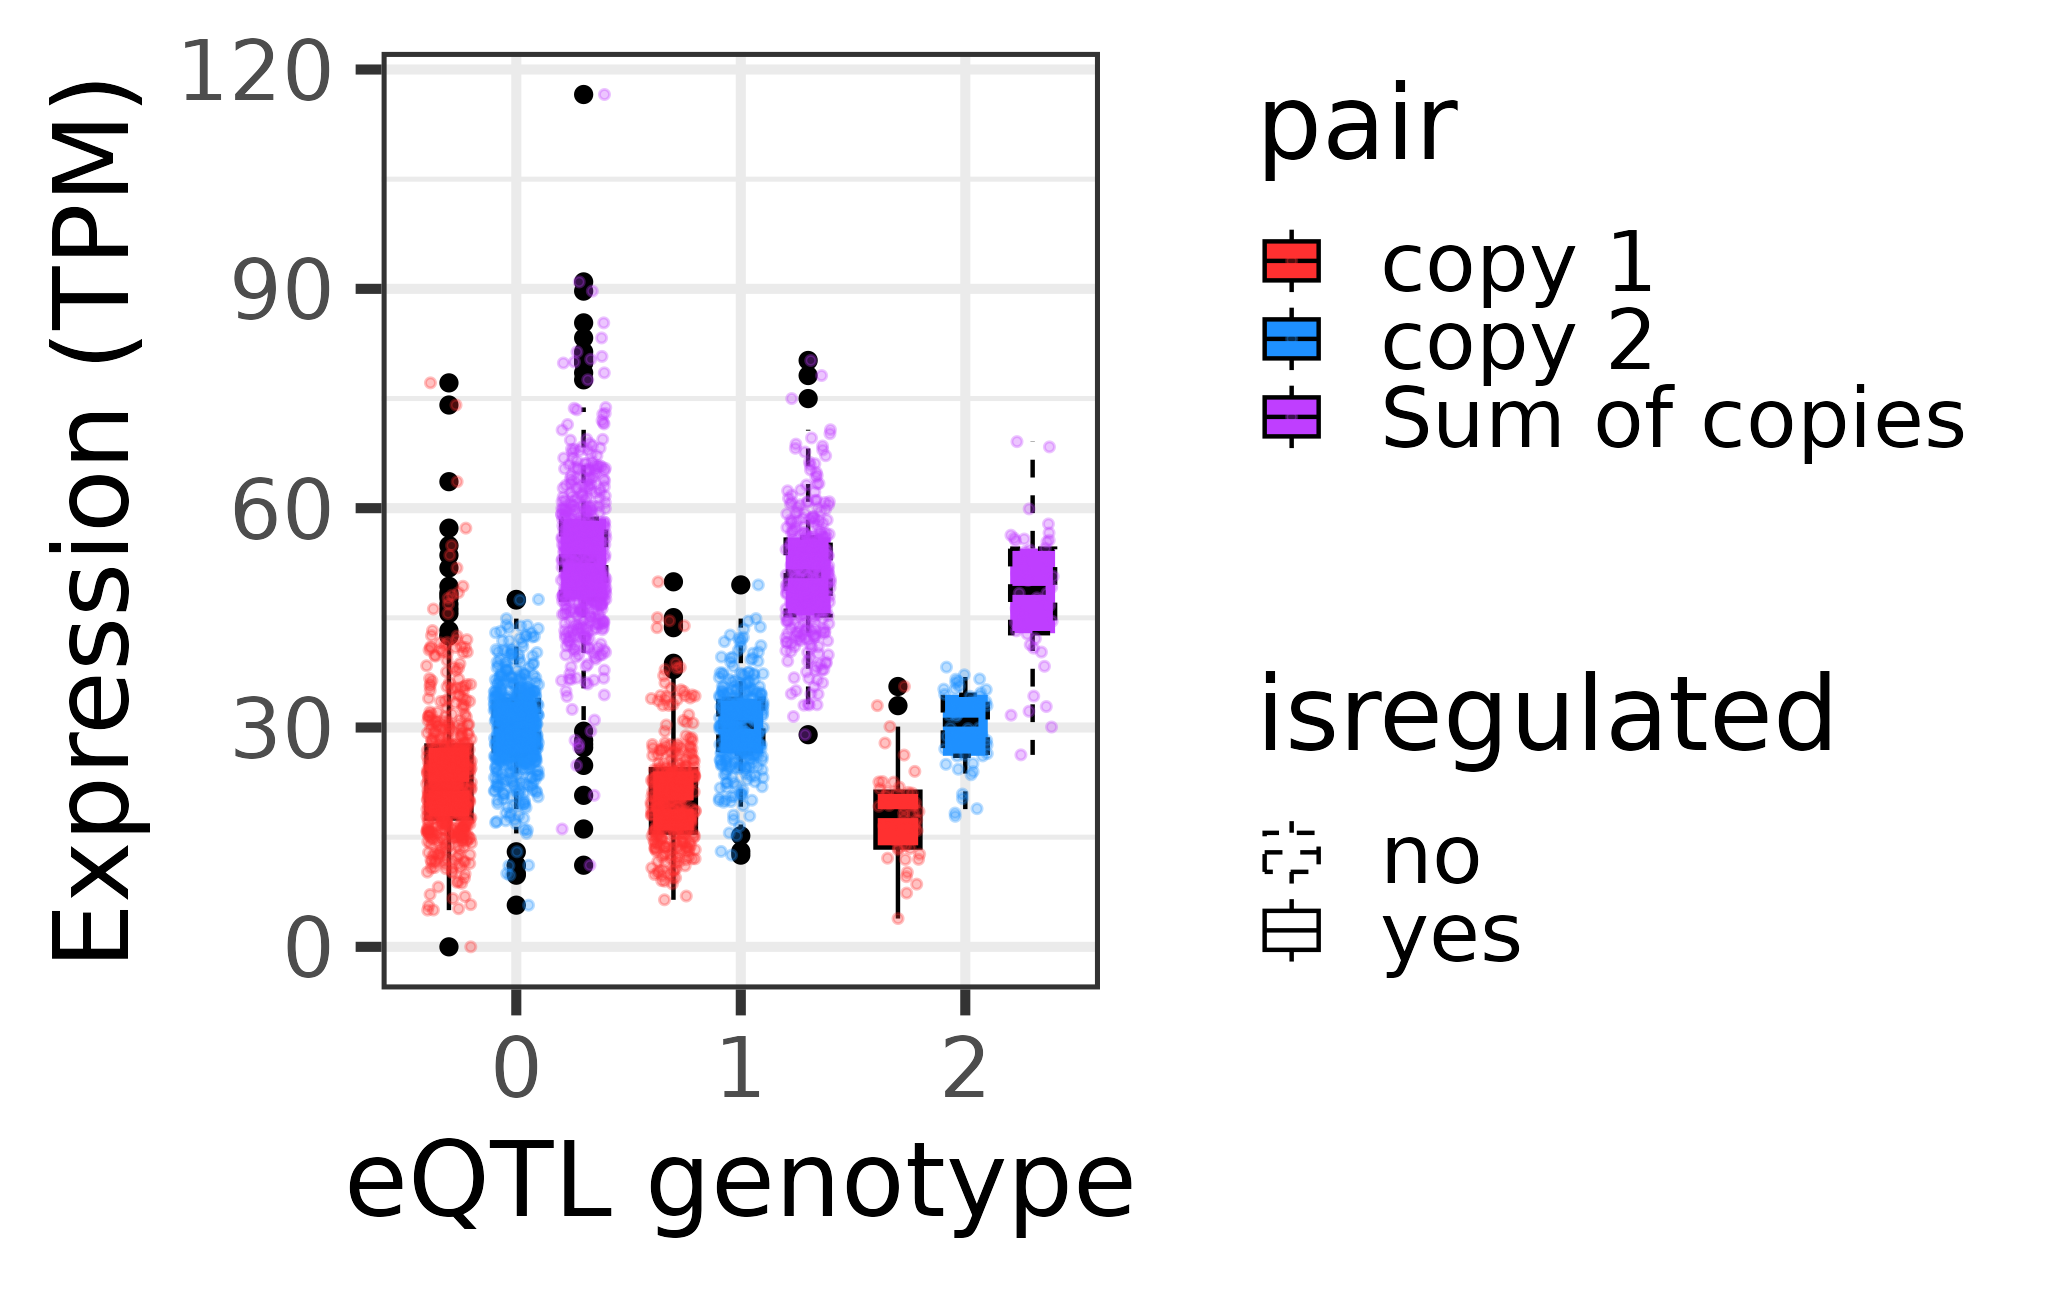 Expression (TPM)
120
90
60
30
0
0 1 2
eQTL genotype
pair
copy 1
copy 2
Sum of copies
isregulated
no
yes